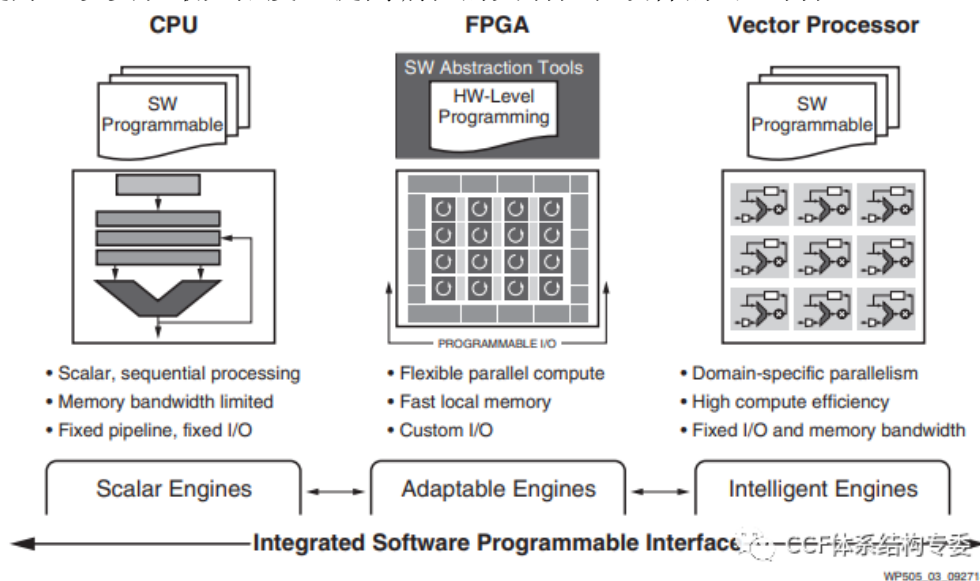 CPU
FPGA
Vector Processor
SW
Programmable
SW Abstraction Tools
HW-Level
Programming
SW
Programmable
PROGRAMMABLE I/O
• Scalar, sequential processing
• Memory bandwidth limited
• Fixed pipeline, fixed I/O
• Flexible parallel compute
• Fast local memory
• Custom I/O
• Domain-specific parallelism
• High compute efficiency
• Fixed I/O and memory bandwidth
Scalar Engines
Adaptable Engines
Intelligent Engines
Integrated Software Programmable Interface
CCF体系结构专委
WP505_03_09271